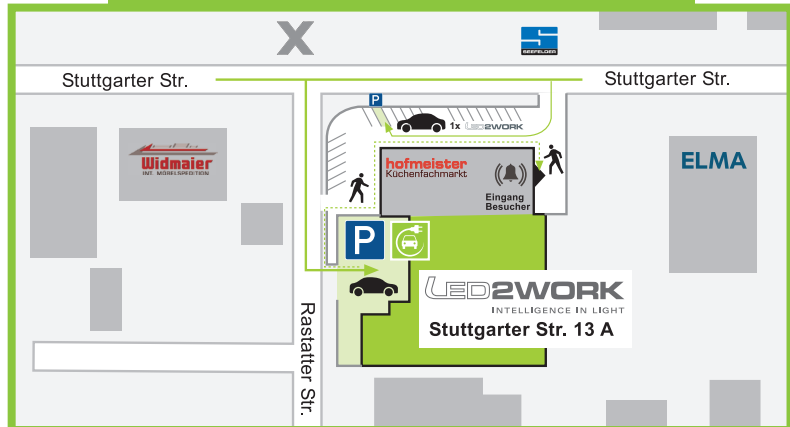 X
SEEFELDER
Stuttgarter Str.
Stuttgarter Str.
P
1x LED2WORK
Widmaier
INT. MÖBELSPEDITION
hofmeister
Küchenfachmarkt
ELMA
Eingang
Besucher
P
LED2WORK
INTELLIGENCE IN LIGHT
Stuttgarter Str. 13 A
Rastatter Str.